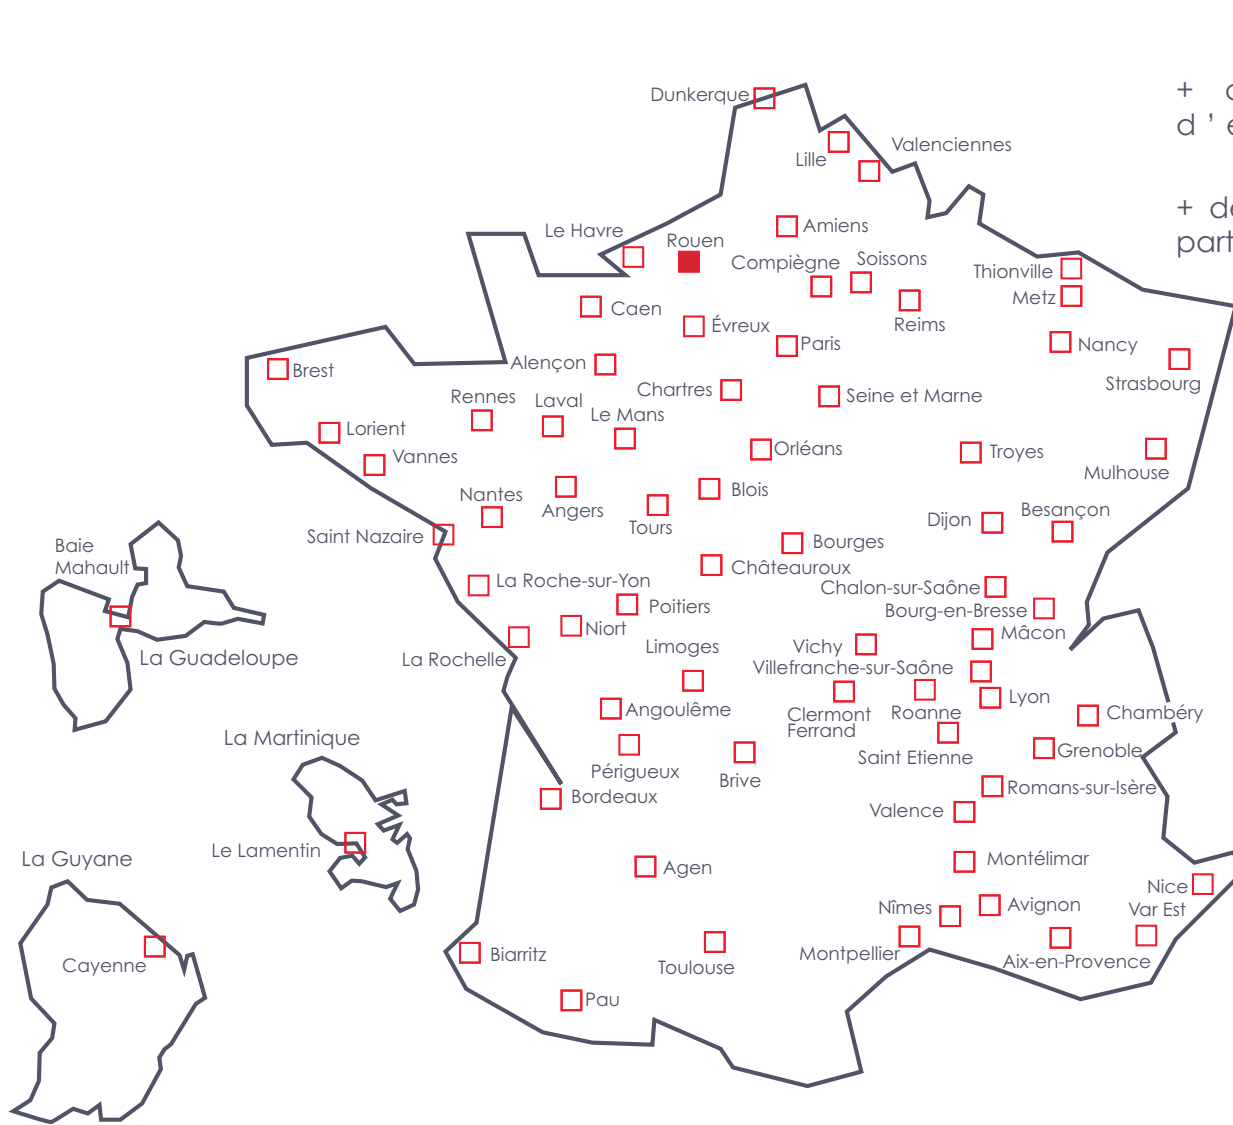 Dunkerque
+
d ' e
Lille
Valenciennes
+ de
part
Le Havre
Rouen
Amiens
Compiègne
Soissons
Thionville
Metz
Caen
Évreux
Reims
Paris
Nancy
Alençon
Brest
Strasbourg
Chartres
Seine et Marne
Rennes
Laval
Le Mans
Lorient
Vannes
Orléans
Troyes
Mulhouse
Nantes
Angers
Blois
Tours
Dijon
Besançon
Saint Nazaire
Bourges
Baie
Mahault
Châteauroux
La Roche-sur-Yon
Chalon-sur-Saône
Poitiers
Bourg-en-Bresse
Niort
Mâcon
Limoges
Vichy
La Guadeloupe
La Rochelle
Villefranche-sur-Saône
Lyon
Angoulême
Clermont
Ferrand
Roanne
Chambéry
La Martinique
Saint Etienne
Grenoble
Périgueux
Brive
Romans-sur-Isère
Bordeaux
Valence
Le Lamentin
La Guyane
Montélimar
Agen
Nice
Nîmes
Avignon
Var Est
Biarritz
Montpellier
Cayenne
Toulouse
Aix-en-Provence
Pau